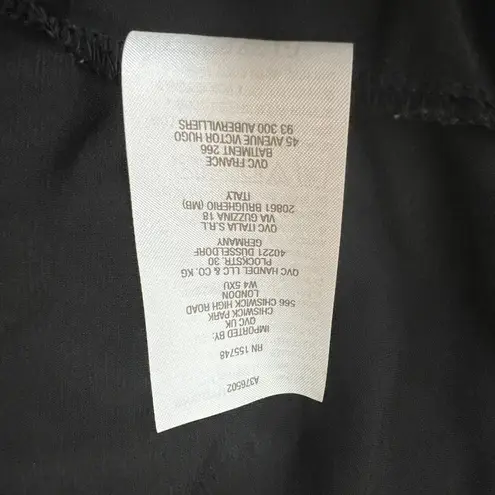 A376502
RN 155748
IMPORTED BY:
QVC UK
CHISWICK PARK
566 CHISWICK HIGH ROAD
LONDON
W4 5XU
QVC HANDEL LLC & CO. KG
PLOCKSTR. 30
40221 DUSSELDORF
GERMANY
QVC ITALIA S.R.L
VIA GUZZINA 18
20861 BRUGHERIO (MB)
ITALY
QVC FRANCE
BATIMENT 266
45 AVENUE VICTOR HUGO
93 300 AUBERVILLIERS